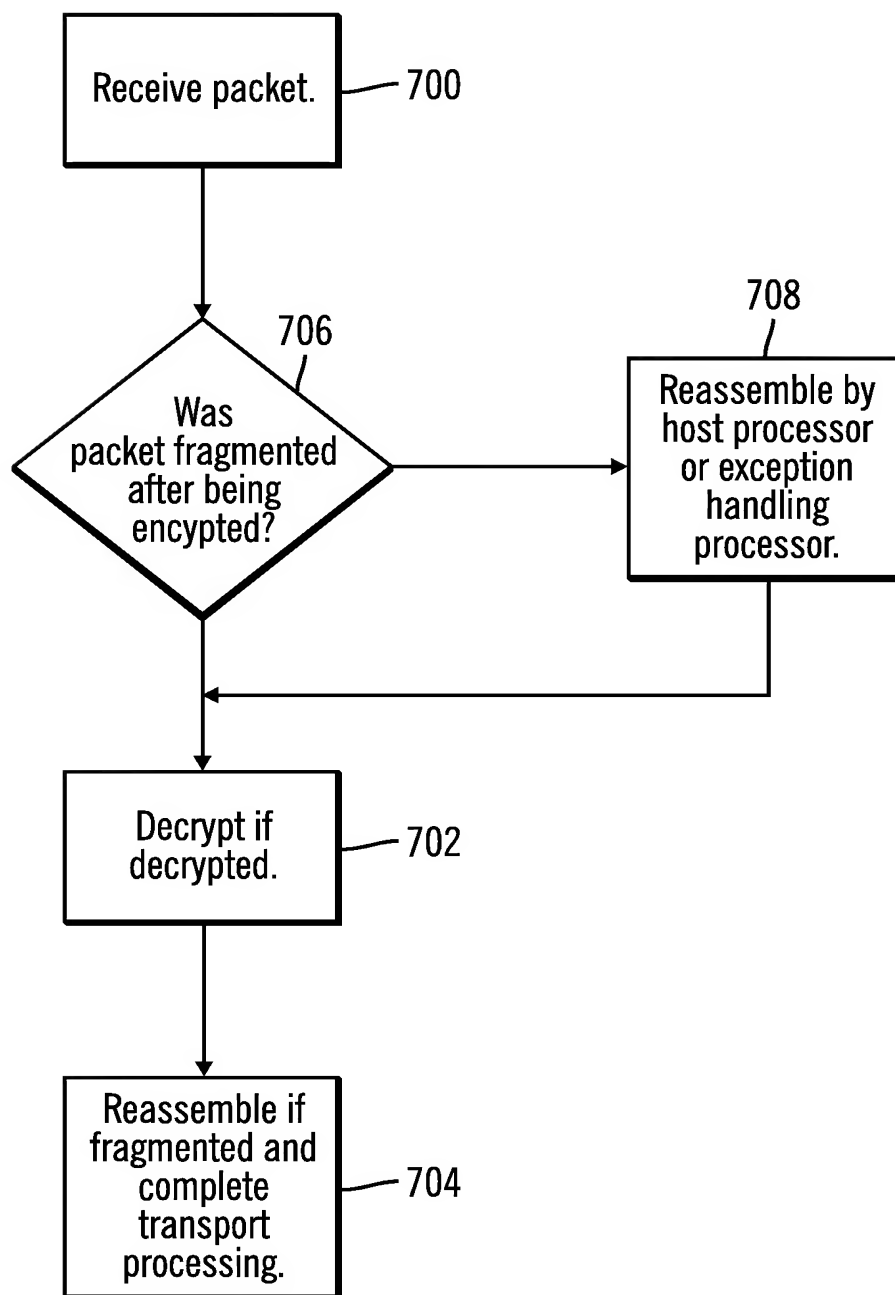 Receive packet.
700
706
Was
packet fragmented
after being
encypted?
708
Reassemble by
host processor
or exception
handling
processor.
Decrypt if
decrypted.
702
Reassemble if
fragmented and
complete
transport
processing.
704